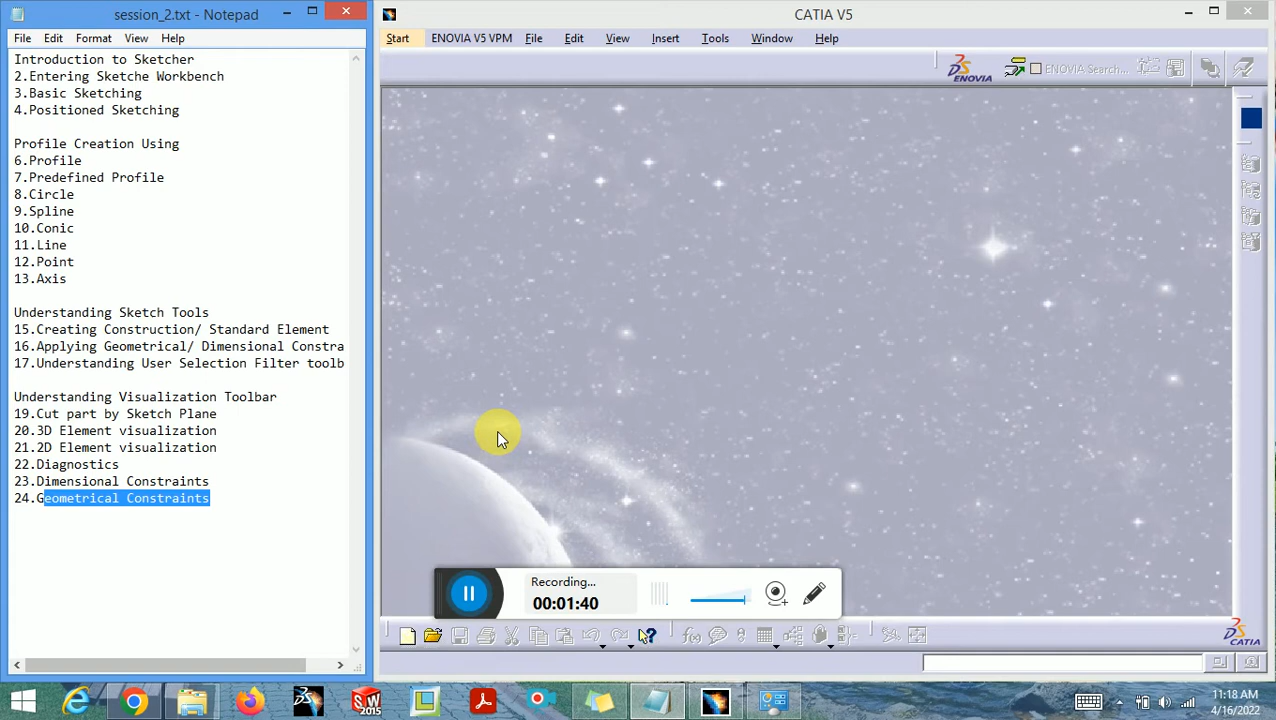 session_2.txt - Notepad
File Edit Format View Help
Introduction to Sketcher
2.Entering Sketche Workbench
3.Basic Sketching
4.Positioned Sketching
Profile Creation Using
6.Profile
7.Predefined Profile
8.Circle
9.Spline
10.Conic
11.Line
12.Point
13.Axis
Understanding Sketch Tools
15.Creating Construction/ Standard Element
16.Applying Geometrical/ Dimensional Constra
17.Understanding User Selection Filter toolb
Understanding Visualization Toolbar
19.Cut part by Sketch Plane
20.3D Element visualization
21.2D Element visualization
22.Diagnostics
23.Dimensional Constraints
24.Geometrical Constraints
CATIA V5
Start ENOVIA V5 VPM File Edit View Insert Tools Window Help
ENOVIA
ENOVIA Search...
Recording...
00:01:40
f(x)
CATIA
SW
2015
11:18 AM
4/16/2022